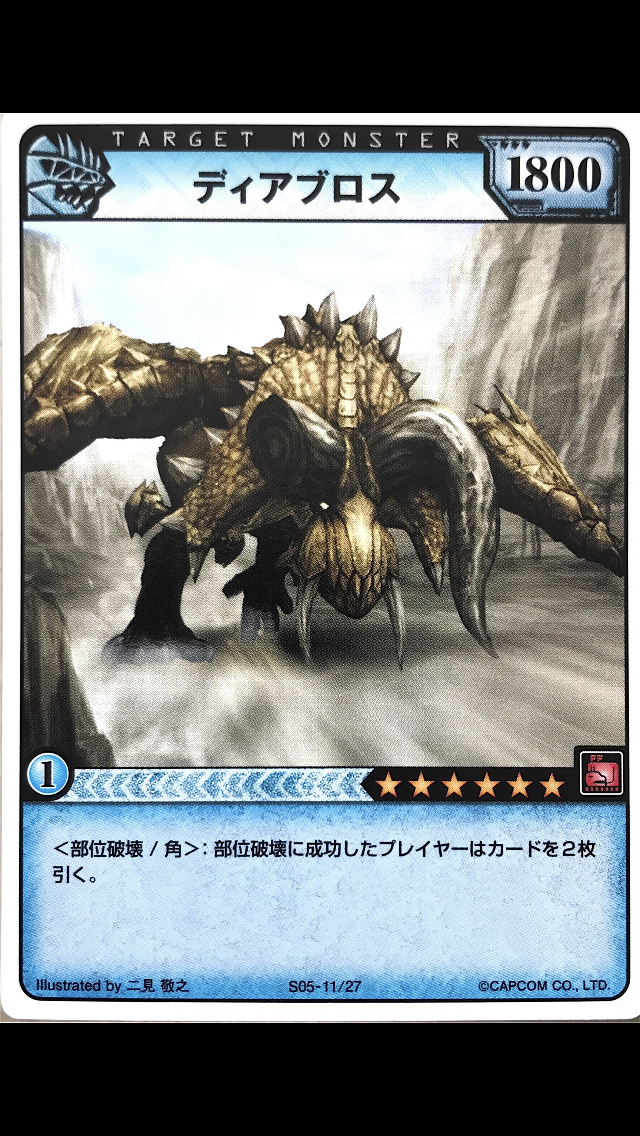 TARGET MONSTER
ディアブロス
1800
1
<部位破壊 / 角>: 部位破壊に成功したプレイヤーはカードを2枚
引く。
Illustrated by 二見 敬之
S05-11/27
©CAPCOM CO., LTD.